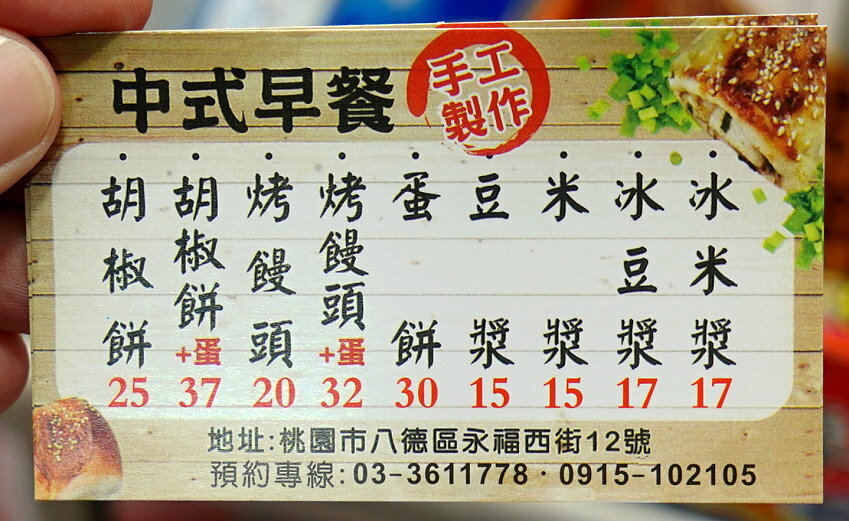 中式早餐
手工
製作
胡椒餅 25
胡椒餅+蛋 37
烤饅頭 20
烤饅頭+蛋 32
蛋餅 30
豆漿 15
米漿 15
冰豆漿 17
冰米漿 17
地址:桃園市八德區永福西街12號
預約專線:03-3611778·0915-102105